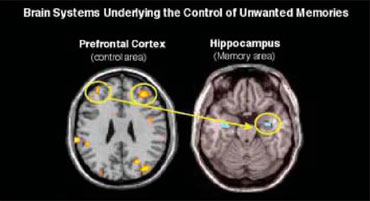 Brain Systems Underlying the Control of Unwanted Memories
Prefrontal Cortex
(control area)
Hippocampus
(Memory area)